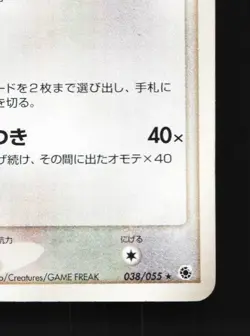 ードを2枚まで選び出し、手札に
を切る。
つき 40×
げ続け、その間に出たオモテ×40
抗力 にげる
o/Creatures/GAME FREAK 038/055 ★